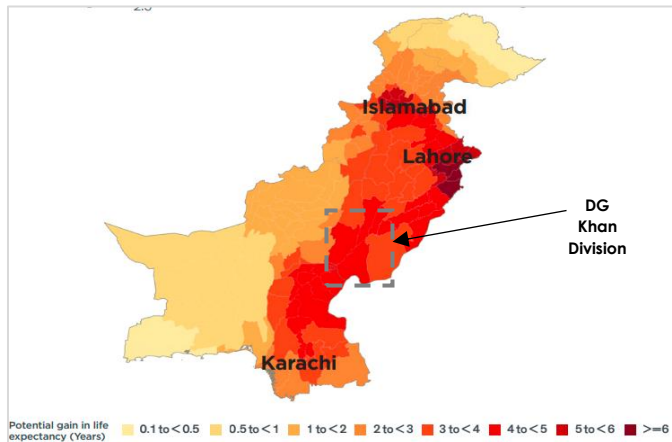 Islamabad
Lahore
DG
Khan
Division
Karachi
Potential gain in life
expectancy (Years)
0.1 to<0.5
0.5 to<1
1 to<2
2 to<3
3 to<4
4 to<5
5 to<6
>=6